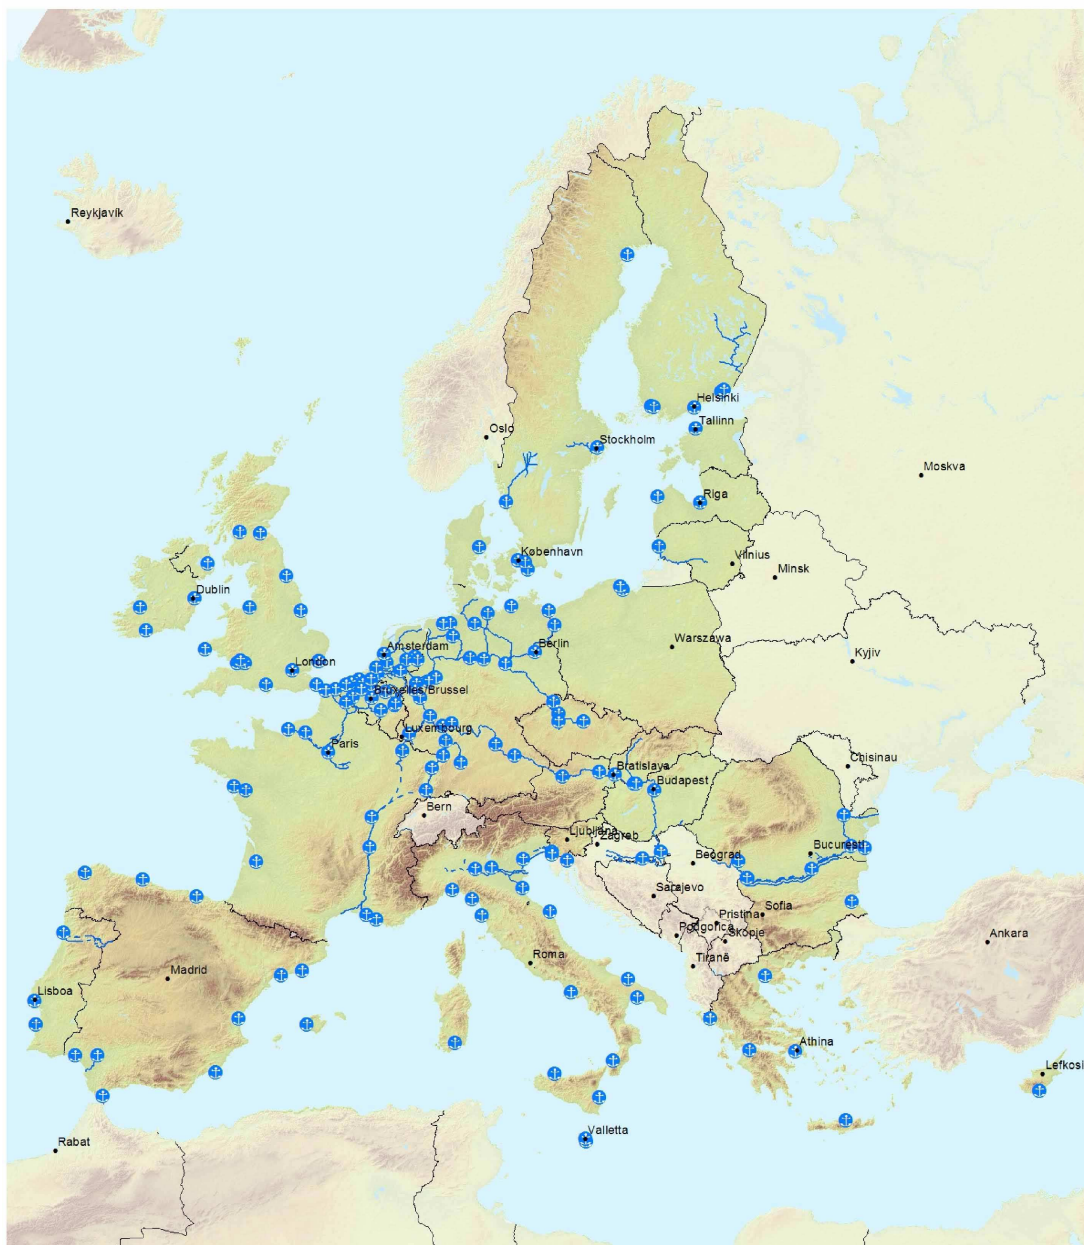 Reykjavík
Oslo
Helsinki
Tallinn
Stockholm
Moskva
Riga
København
Vilnius
Minsk
Dublin
Amsterdam
Berlin
Warszawa
Kyjiv
London
Bruxelles/Brussel
Luxembourg
Paris
Chisinau
Bratislava
Budapest
Bern
Ljubljana
Zagreb
Bucuresti
Beograd
Sarajevo
Sofia
Pristina
Podgorica
Skopje
Ankara
Roma
Tiranë
Madrid
Lisboa
Athina
Lefkosi
Valletta
Rabat